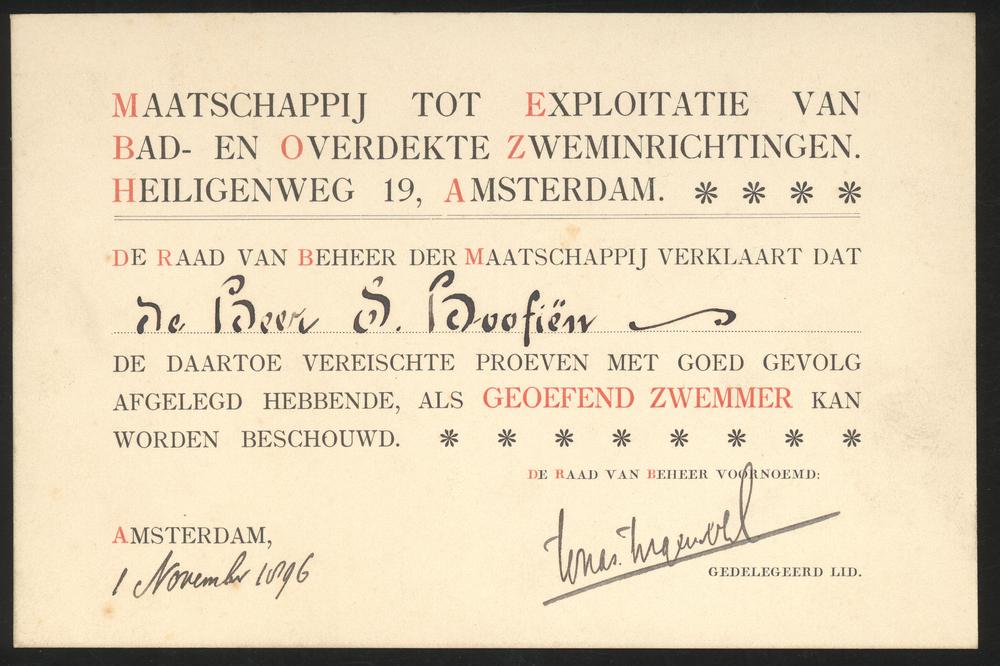 MAATSCHAPPIJ TOT EXPLOITATIE VAN
BAD- EN OVERDEKTE ZWEMINRICHTINGEN.
HEILIGENWEG 19, AMSTERDAM. * * * *
DE RAAD VAN BEHEER DER MAATSCHAPPIJ VERKLAART DAT
de Heer S. Hoofiën
DE DAARTOE VEREISCHTE PROEVEN MET GOED GEVOLG
AFGELEGD HEBBENDE, ALS GEOEFEND ZWEMMER KAN
WORDEN BESCHOUWD. * * * * * * * *
DE RAAD VAN BEHEER VOORNOEMD:
AMSTERDAM,
1 November 1896
GEDELEGEERD LID.